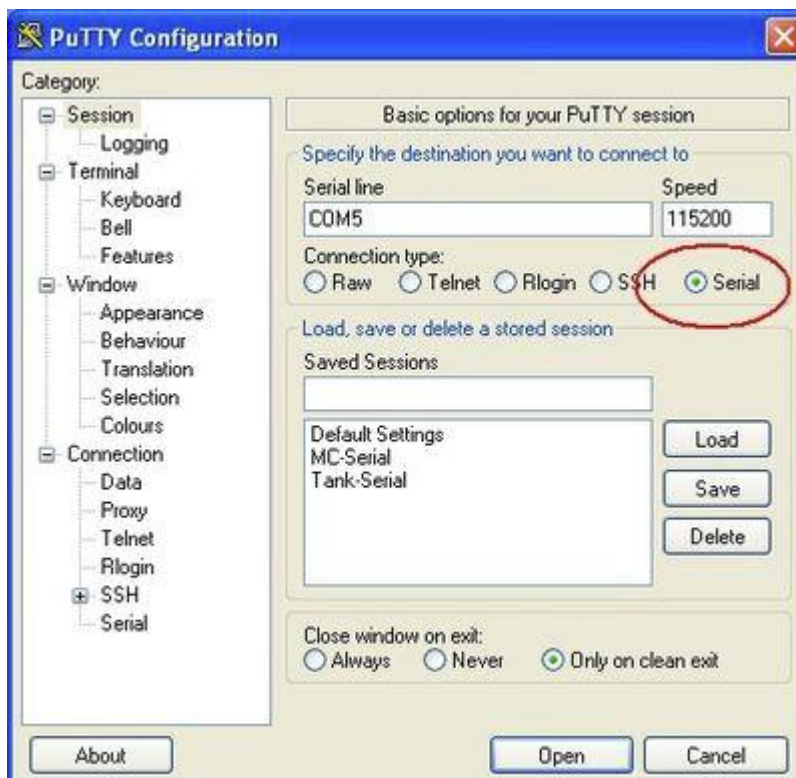 PuTTY Configuration
Category:
Session
Logging
Terminal
Keyboard
Bell
Features
Window
Appearance
Behaviour
Translation
Selection
Colours
Connection
Data
Proxy
Telnet
Rlogin
SSH
Serial
Basic options for your PuTTY session
Specify the destination you want to connect to
Serial line Speed
COM5 115200
Connection type:
Raw Telnet Rlogin SSH Serial
Load, save or delete a stored session
Saved Sessions
Default Settings
MC-Serial
Tank-Serial
Load
Save
Delete
Close window on exit:
Always Never Only on clean exit
About Open Cancel